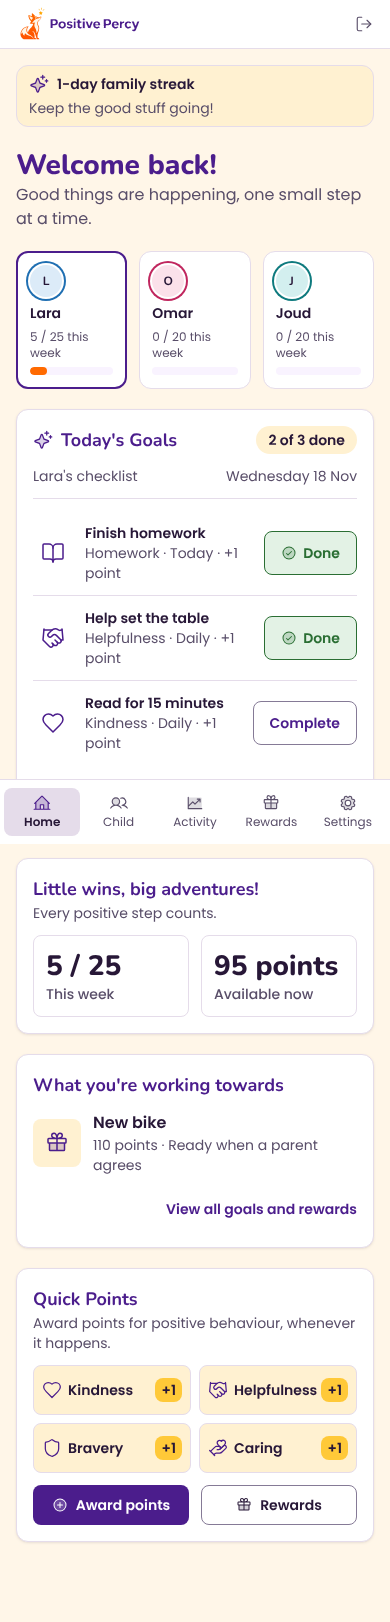 Positive Percy
1-day family streak
Keep the good stuff going!
Welcome back!
Good things are happening, one small step
at a time.
L
O
J
Lara
Omar
Joud
5 / 25 this
week
0 / 20 this
week
0 / 20 this
week
Today's Goals
2 of 3 done
Lara's checklist
Wednesday 18 Nov
Finish homework
Homework · Today · +1
point
Done
Help set the table
Helpfulness · Daily · +1
point
Done
Read for 15 minutes
Kindness · Daily · +1
point
Complete
Home
Child
Activity
Rewards
Settings
Little wins, big adventures!
Every positive step counts.
5 / 25
This week
95 points
Available now
What you're working towards
New bike
110 points · Ready when a parent
agrees
View all goals and rewards
Quick Points
Award points for positive behaviour, whenever
it happens.
Kindness +1
Helpfulness +1
Bravery +1
Caring +1
Award points
Rewards